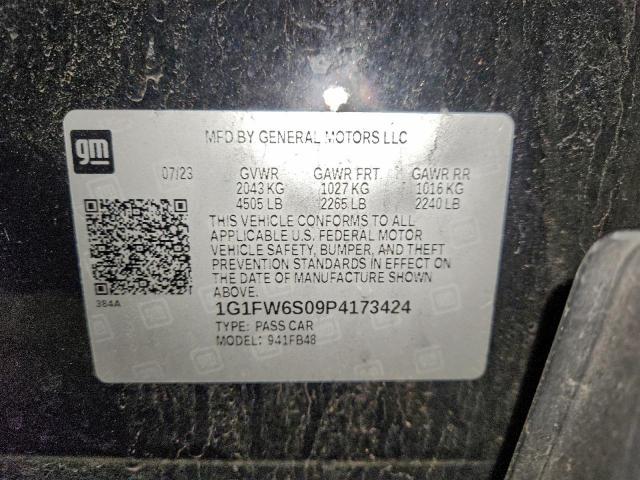 gm
MFD BY GENERAL MOTORS LLC
07/23 GVWR GAWR FRT. GAWR RR
2043 KG 1027 KG 1016 KG
4505 LB 2265 LB 2240 LB
THIS VEHICLE CONFORMS TO ALL
APPLICABLE U.S. FEDERAL MOTOR
VEHICLE SAFETY, BUMPER, AND THEFT
PREVENTION STANDARDS IN EFFECT ON
THE DATE OF MANUFACTURE SHOWN
ABOVE.
384A
1G1FW6S09P4173424
TYPE: PASS CAR
MODEL: 941FB48